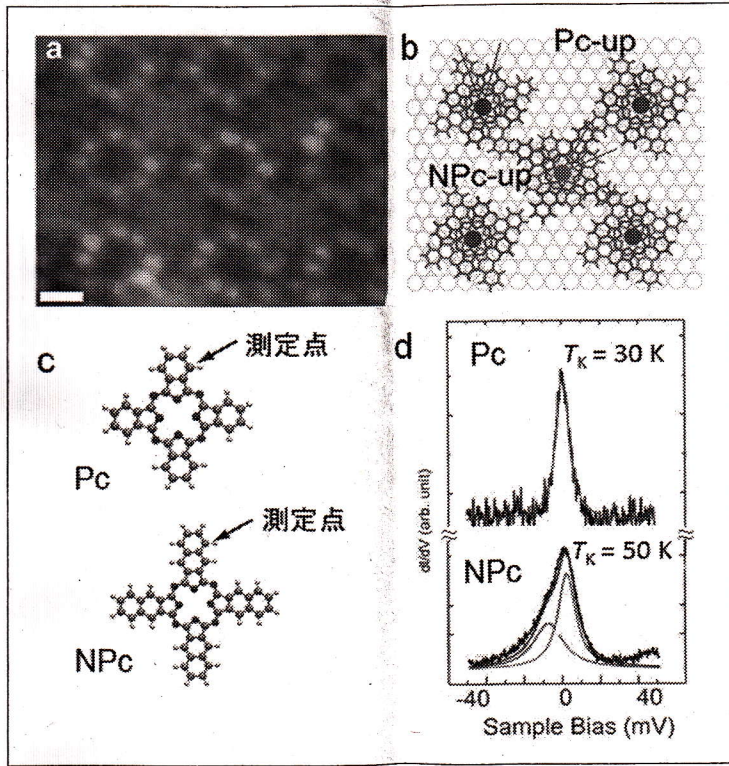 a
b
Pc-up
NPc-up
c
測定点
Pc
測定点
NPc
d
Pc
T_K = 30 K
dI/dV (arb. unit)
NPc
T_K = 50 K
-40
0
40
Sample Bias (mV)